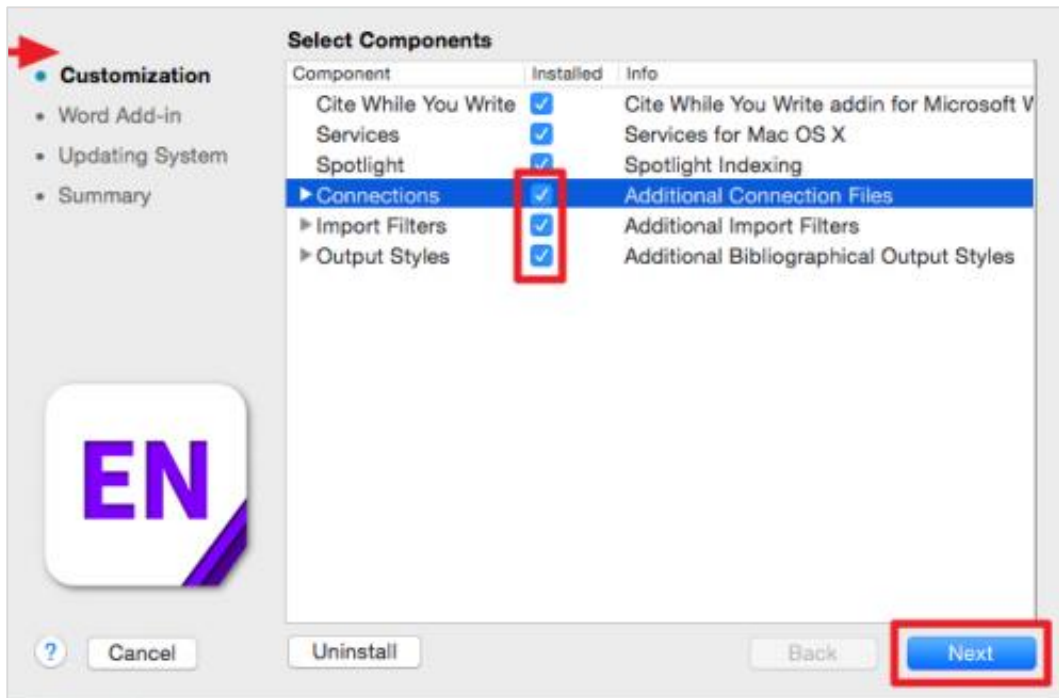 Select Components
Customization
Word Add-in
Updating System
Summary
Component Installed Info
Cite While You Write Cite While You Write addin for Microsoft W
Services Services for Mac OS X
Spotlight Spotlight Indexing
Connections Additional Connection Files
Import Filters Additional Import Filters
Output Styles Additional Bibliographical Output Styles
EN
? Cancel Uninstall Back Next